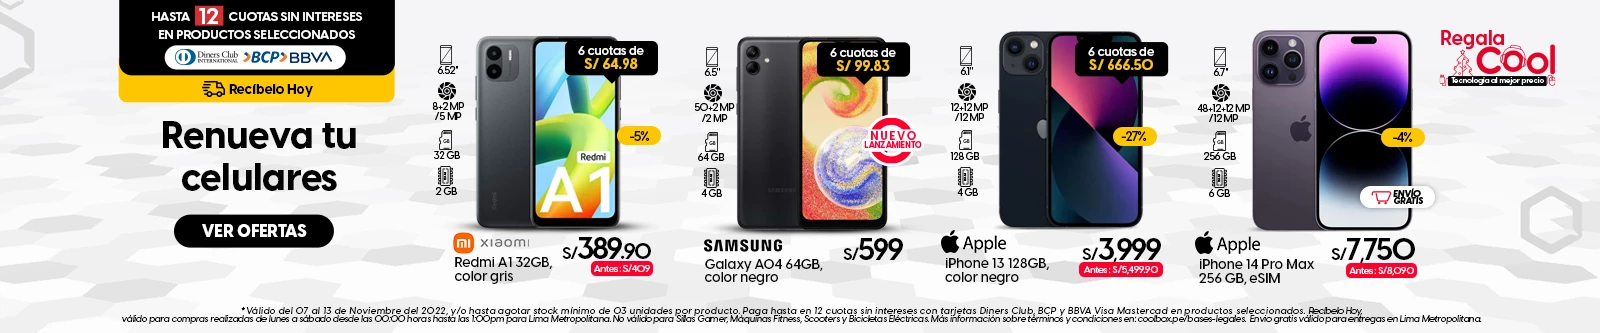 HASTA 12 CUOTAS SIN INTERESES
EN PRODUCTOS SELECCIONADOS
Diners Club INTERNATIONAL >BCP> BBVA
Recíbelo Hoy
Renueva tu
celulares
VER OFERTAS
6.52"
8+2 MP
/5 MP
32 GB
2 GB
6 cuotas de
S/ 64.98
-5%
Redmi
A1
xiaomi
Redmi A1 32GB,
color gris
S/389.90
Antes: S/409
6.5"
50+2 MP
/2 MP
64 GB
4 GB
6 cuotas de
S/ 99.83
NUEVO
LANZAMIENTO
SAMSUNG
SAMSUNG
Galaxy A04 64GB,
color negro
S/599
6.1"
12+12 MP
/12 MP
128 GB
4 GB
6 cuotas de
S/ 666.50
-27%
Apple
iPhone 13 128GB,
color negro
S/3,999
Antes: S/5,499.90
6.7"
48+12+12 MP
/12 MP
256 GB
6 GB
-4%
ENVÍO
GRATIS
Apple
iPhone 14 Pro Max
256 GB, eSIM
S/7,750
Antes: S/8,090
Regala
Cool
Tecnología al mejor precio
*Válido del 07 al 13 de Noviembre del 2022, y/o hasta agotar stock mínimo de 03 unidades por producto. Paga hasta en 12 cuotas sin intereses con tarjetas Diners Club, BCP y BBVA Visa Mastercad en productos seleccionados. Recíbelo Hoy,
válido para compras realizadas de lunes a sábado desde las 00:00 horas hasta las 1:00pm para Lima Metropolitana. No válido para Sillas Gamer, Máquinas Fitness, Scooters y Bicicletas Eléctricas. Más información sobre términos y condiciones en: coolbox.pe/bases-legales. Envío gratis válido para entregas en Lima Metropolitana.